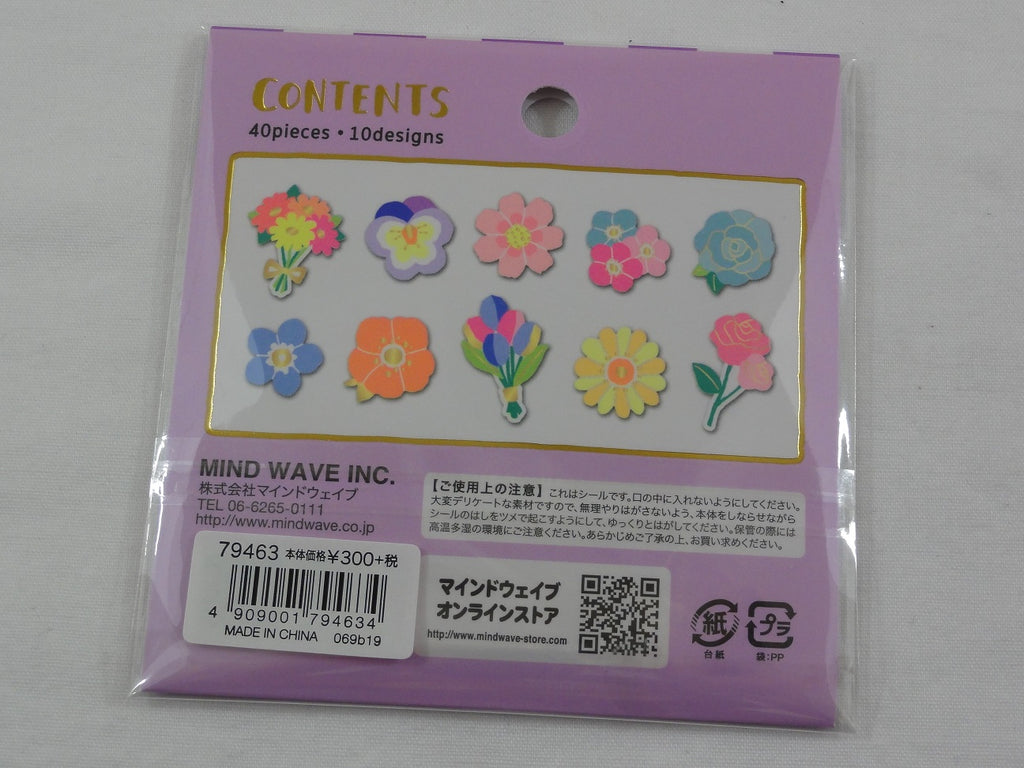 CONTENTS
40pieces・10designs
MIND WAVE INC.
株式会社マインドウェイブ
TEL 06-6265-0111
http://www.mindwave.co.jp
【ご使用上の注意】これはシールです。口の中に入れないようにしてください。
大変デリケートな素材ですので、無理やりはがさないよう、本体をしならせながら
シールのはしをツメで起こすようにして、ゆっくりとはがしてください。保管の際には
高温多湿の環境にご注意ください。あらかじめご了承の上、お買い求めください。
79463 本体価格¥300+税
4 909001 794634
MADE IN CHINA 069b19
マインドウェイブ
オンラインストア
http://www.mindwave-store.com
紙
台紙
プラ
袋:PP